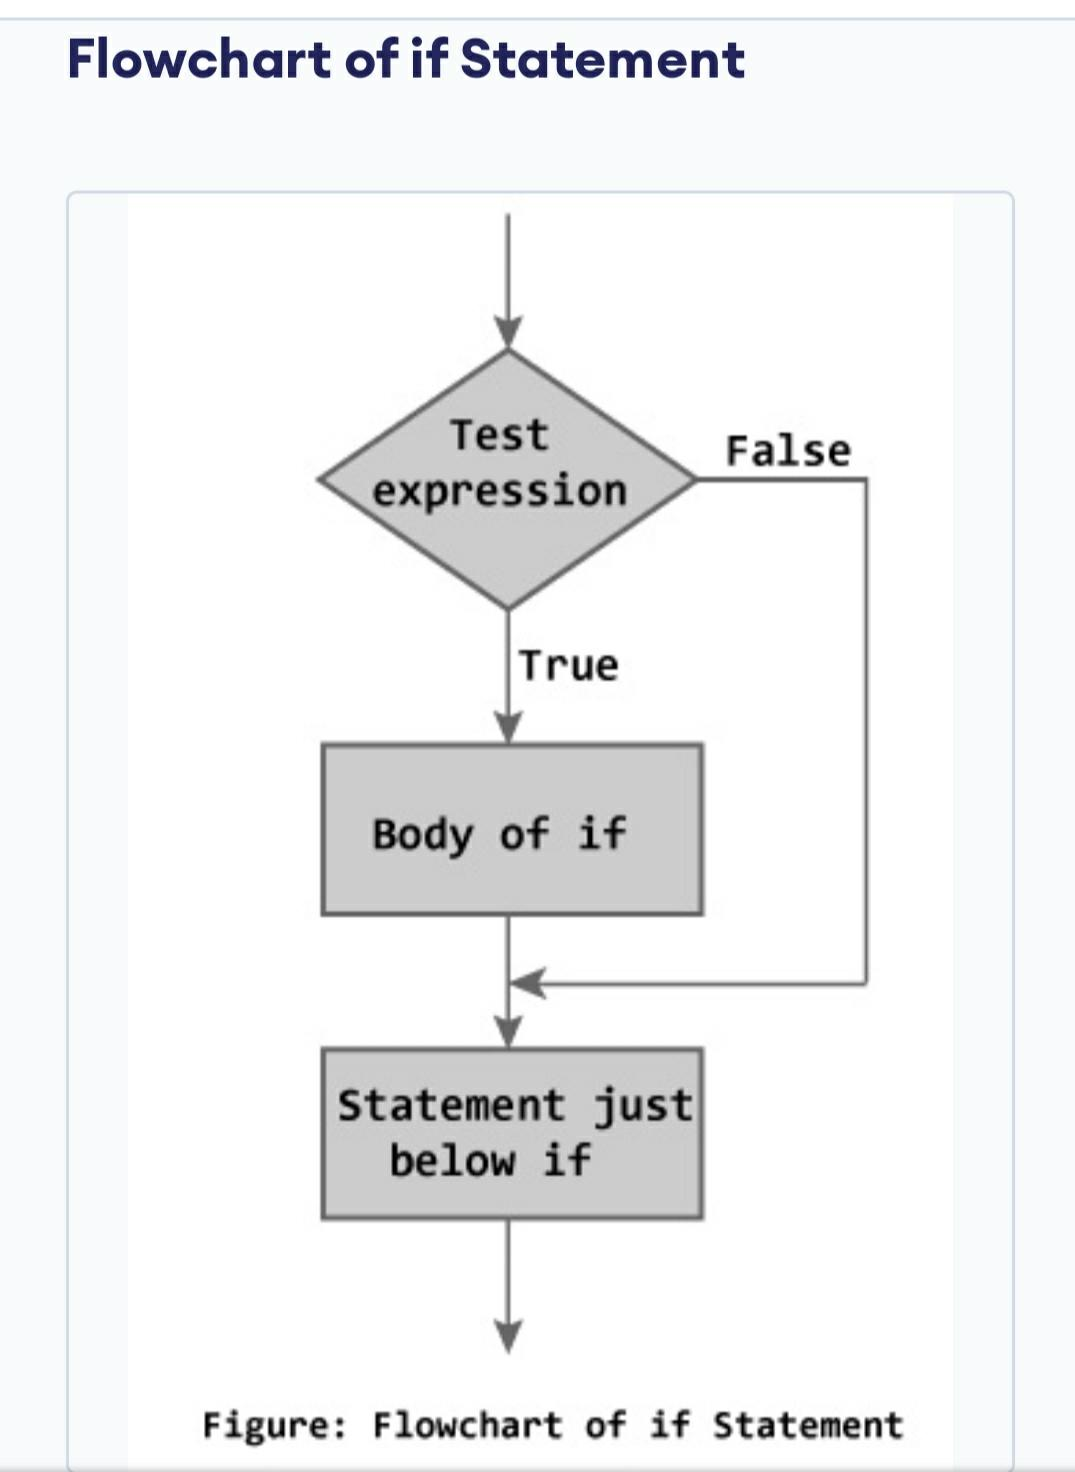 Flowchart of if Statement
Test
expression
False
True
Body of if
Statement just
below if
Figure: Flowchart of if Statement